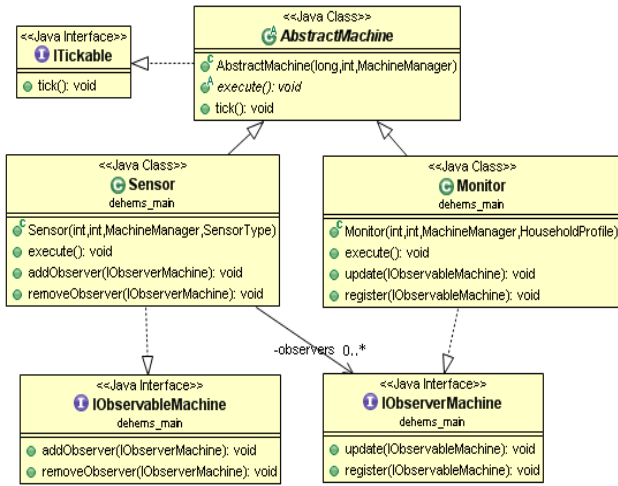 <<Java Class>>
AbstractMachine
AbstractMachine(long,int,MachineManager)
execute(): void
tick(): void
<<Java Interface>>
ITickable
tick(): void
<<Java Class>>
Sensor
dehems_main
Sensor(int,int,MachineManager,SensorType)
execute(): void
addObserver(IObserverMachine): void
removeObserver(IObserverMachine): void
<<Java Class>>
Monitor
dehems_main
Monitor(int,int,MachineManager,HouseholdProfile)
execute(): void
update(IObservableMachine): void
register(IObservableMachine): void
-observers 0..*
<<Java Interface>>
IObservableMachine
dehems_main
addObserver(IObserverMachine): void
removeObserver(IObserverMachine): void
<<Java Interface>>
IObserverMachine
dehems_main
update(IObservableMachine): void
register(IObservableMachine): void